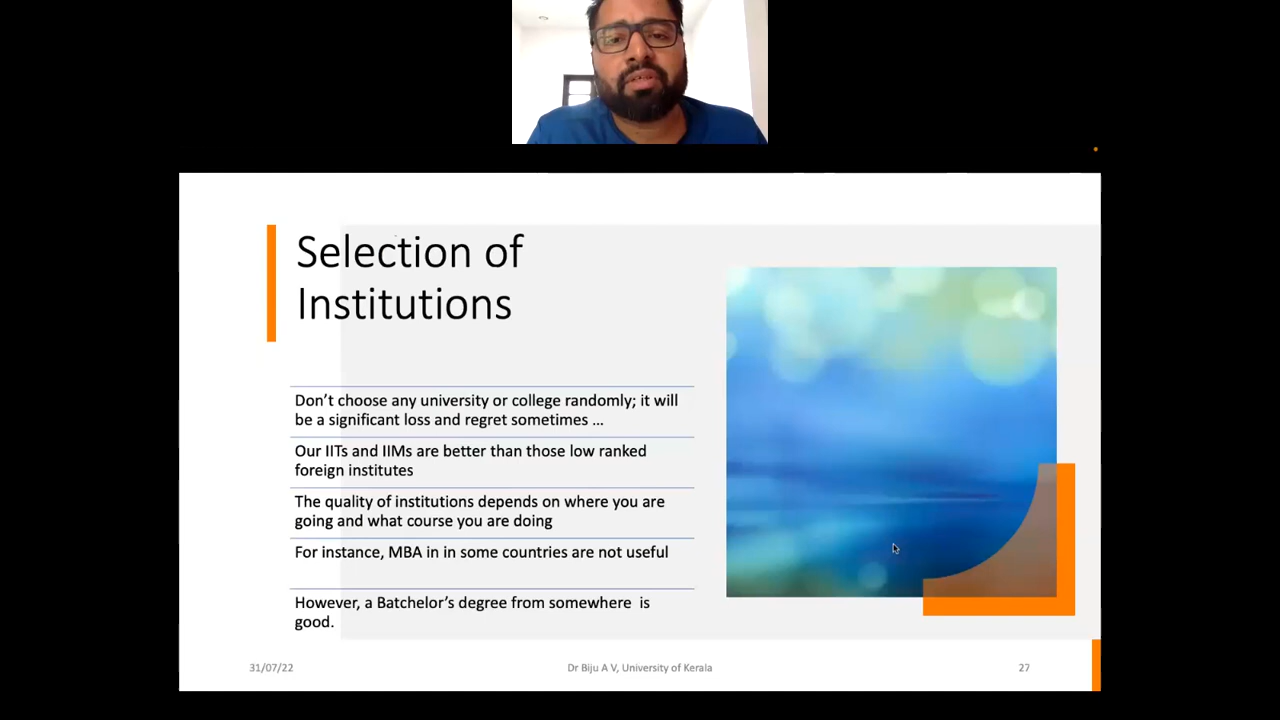 Selection of
Institutions
Don't choose any university or college randomly; it will
be a significant loss and regret sometimes ...
Our IITs and IIMs are better than those low ranked
foreign institutes
The quality of institutions depends on where you are
going and what course you are doing
For instance, MBA in in some countries are not useful
However, a Batchelor's degree from somewhere is
good.
31/07/22
Dr Biju A V, University of Kerala
27